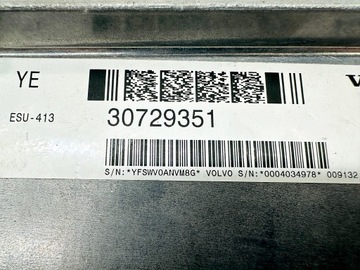 YE
V
ESU-413
30729351
S/N:*YFSWV0ANVM8G* VOLVO S/N:*0004034978* 009132